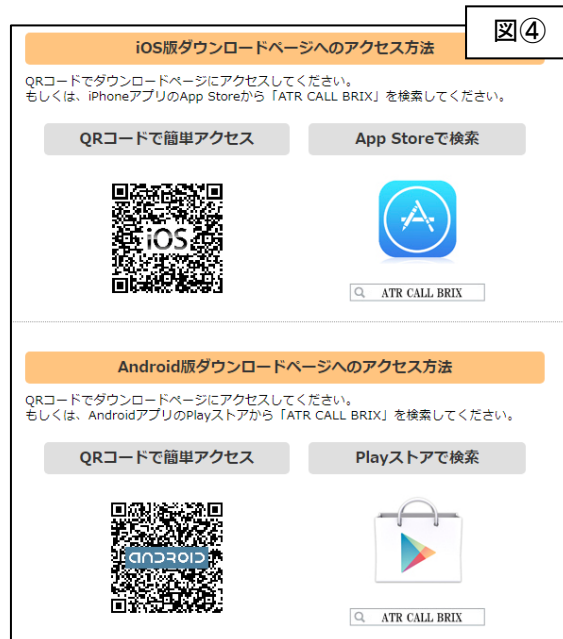 図④
iOS版ダウンロードページへのアクセス方法
QRコードでダウンロードページにアクセスしてください。
もしくは、iPhoneアプリのApp Storeから「ATR CALL BRIX」を検索してください。
QRコードで簡単アクセス
App Storeで検索
iOS
ATR CALL BRIX
Android版ダウンロードページへのアクセス方法
QRコードでダウンロードページにアクセスしてください。
もしくは、AndroidアプリのPlayストアから「ATR CALL BRIX」を検索してください。
QRコードで簡単アクセス
Playストアで検索
ANDROID
ATR CALL BRIX